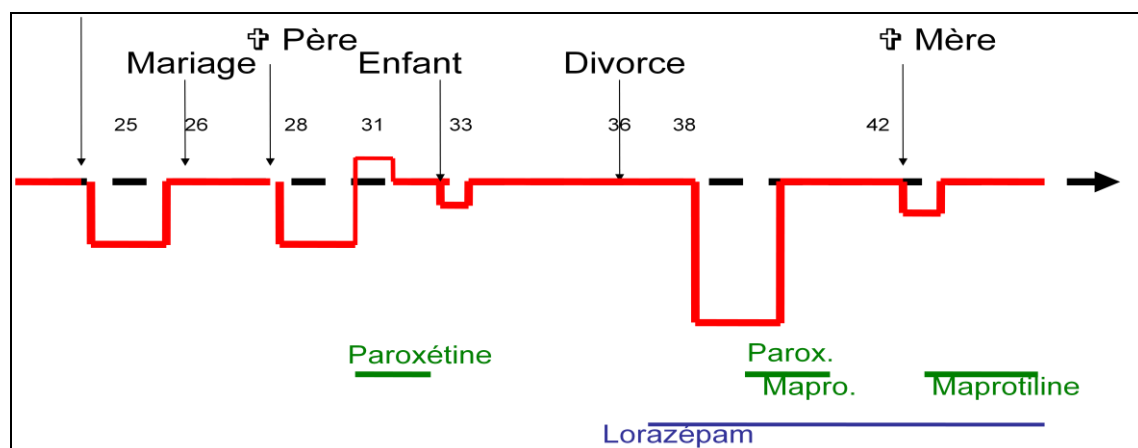 ✞ Père
✞ Mère
Mariage
Enfant
Divorce
25
26
28
31
33
36
38
42
Paroxétine
Parox.
Mapro.
Maprotiline
Lorazépam